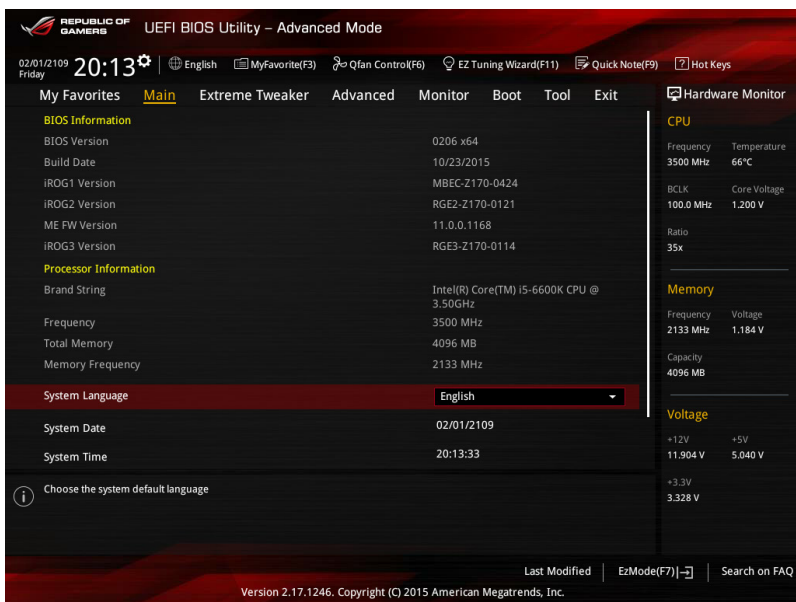 REPUBLIC OF
GAMERS
UEFI BIOS Utility – Advanced Mode
02/01/2109
Friday
20:13
English
MyFavorite(F3)
Qfan Control(F6)
EZ Tuning Wizard(F11)
Quick Note(F9)
? Hot Keys
My Favorites Main Extreme Tweaker Advanced Monitor Boot Tool Exit
Hardware Monitor
BIOS Information
BIOS Version 0206 x64
Build Date 10/23/2015
iROG1 Version MBEC-Z170-0424
iROG2 Version RGE2-Z170-0121
ME FW Version 11.0.0.1168
iROG3 Version RGE3-Z170-0114
Processor Information
Brand String Intel(R) Core(TM) i5-6600K CPU @
3.50GHz
Frequency 3500 MHz
Total Memory 4096 MB
Memory Frequency 2133 MHz
System Language English
System Date 02/01/2109
System Time 20:13:33
i Choose the system default language
CPU
Frequency Temperature
3500 MHz 66°C
BCLK Core Voltage
100.0 MHz 1.200 V
Ratio
35x
Memory
Frequency Voltage
2133 MHz 1.184 V
Capacity
4096 MB
Voltage
+12V +5V
11.904 V 5.040 V
+3.3V
3.328 V
Last Modified
EzMode(F7)
Search on FAQ
Version 2.17.1246. Copyright (C) 2015 American Megatrends, Inc.